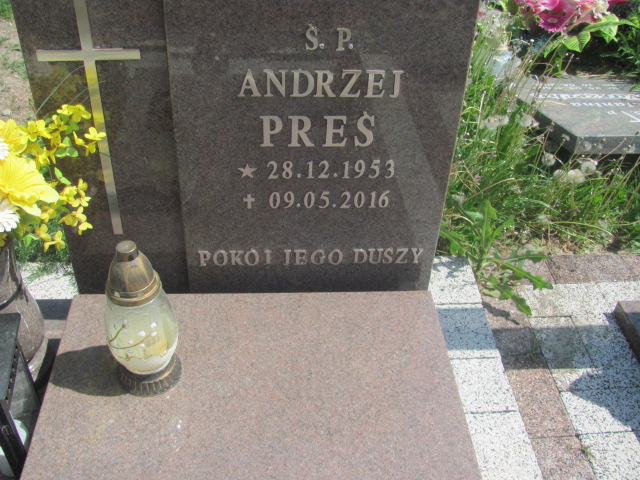 Ś. P.
ANDRZEJ
PREŚ
★ 28.12.1953
✝ 09.05.2016
POKÓJ JEGO DUSZY